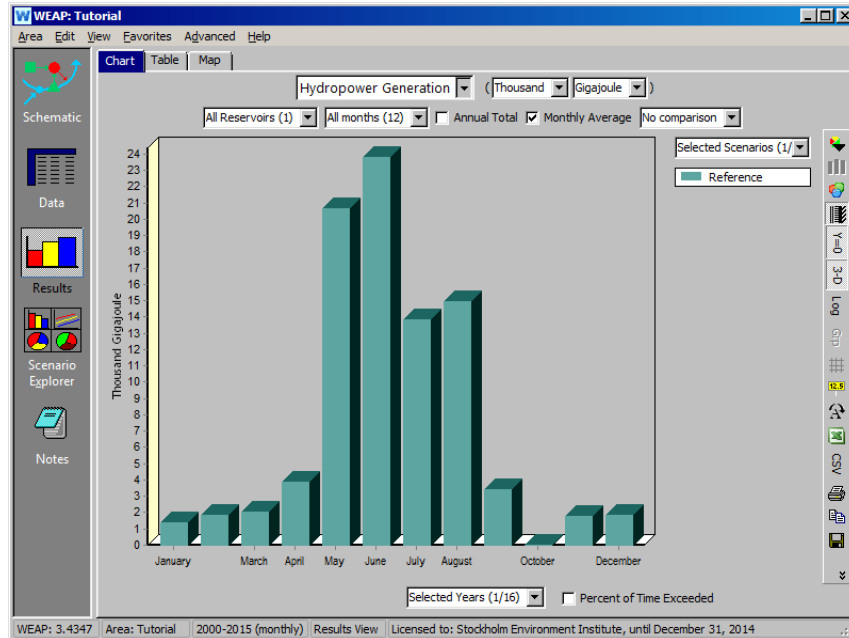 WEAP: Tutorial
Area Edit View Favorites Advanced Help
Schematic
Data
Results
Scenario
Explorer
Notes
Chart Table Map
Hydropower Generation ( Thousand Gigajoule )
All Reservoirs (1) All months (12) Annual Total Monthly Average No comparison
Selected Scenarios (1/
Reference
Thousand Gigajoule
24
23
22
21
20
19
18
17
16
15
14
13
12
11
10
9
8
7
6
5
4
3
2
1
0
January March April May June July August October December
Selected Years (1/16) Percent of Time Exceeded
Y=0
3-D
Log
Grp
12.5
A
CSV
WEAP: 3.4347 Area: Tutorial 2000-2015 (monthly) Results View Licensed to: Stockholm Environment Institute, until December 31, 2014